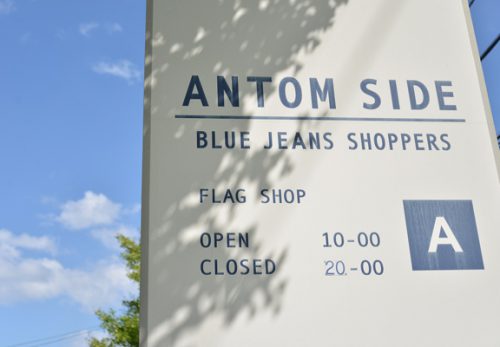 ANTOM SIDE
BLUE JEANS SHOPPERS
FLAG SHOP
OPEN 10-00
CLOSED 20-00
A